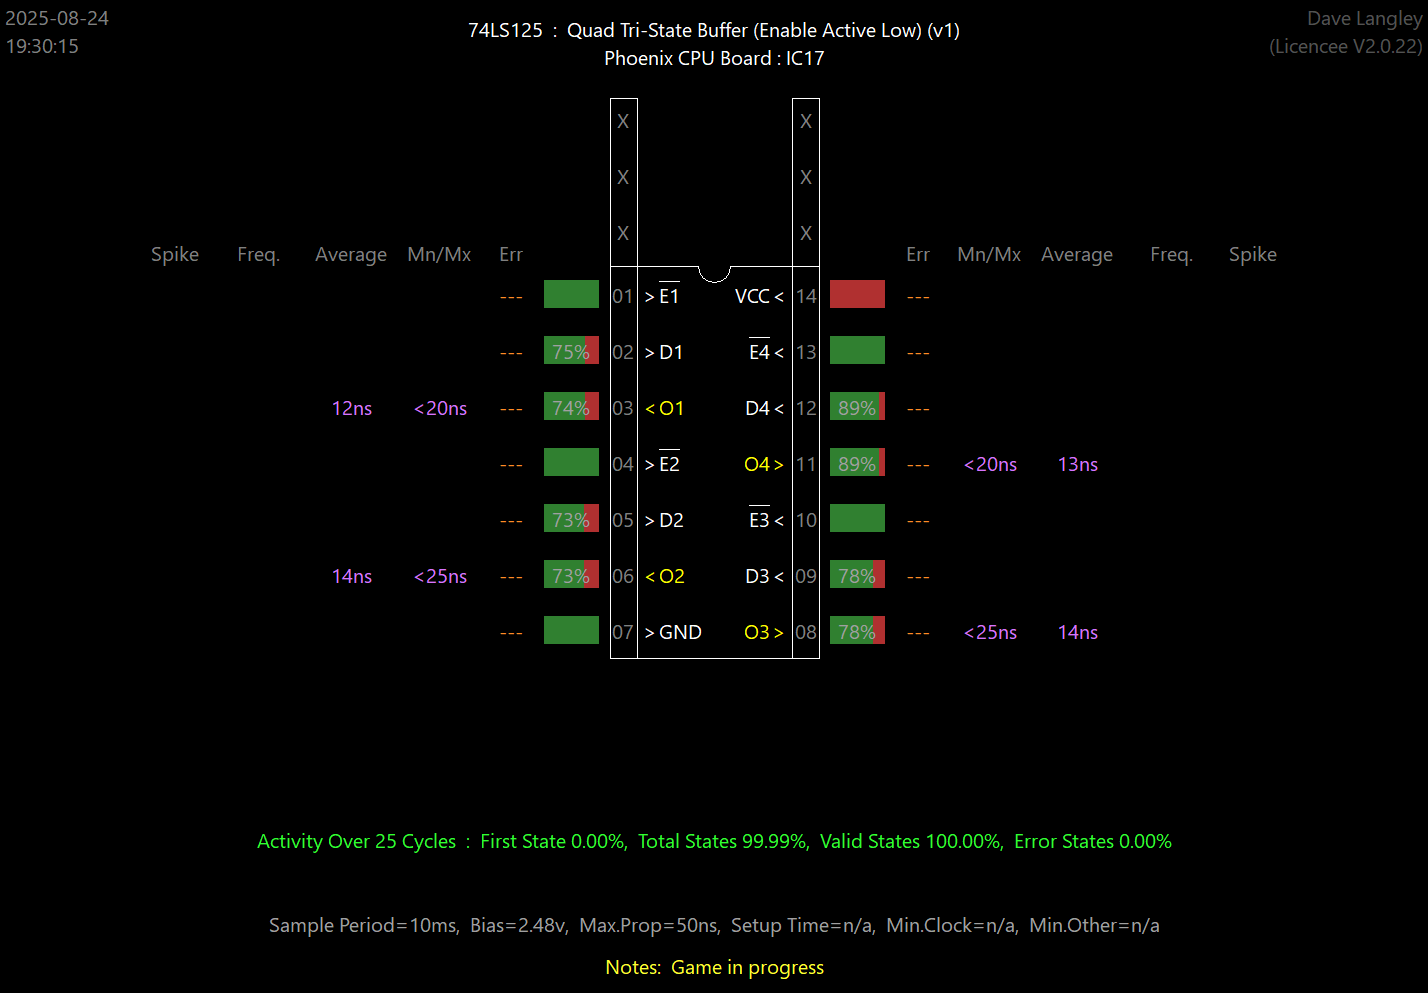 2025-08-24
19:30:15
74LS125 : Quad Tri-State Buffer (Enable Active Low) (v1)
Phoenix CPU Board : IC17
Dave Langley
(Licencee V2.0.22)
X X
X X
X X
Spike Freq. Average Mn/Mx Err Err Mn/Mx Average Freq. Spike
--- 01 >E1 VCC< 14 ---
--- 75% 02 >D1 E4< 13 ---
12ns <20ns --- 74% 03 <O1 D4< 12 89% ---
--- 04 >E2 O4> 11 89% --- <20ns 13ns
--- 73% 05 >D2 E3< 10 ---
14ns <25ns --- 73% 06 <O2 D3< 09 78% ---
--- 07 >GND O3> 08 78% --- <25ns 14ns
Activity Over 25 Cycles : First State 0.00%, Total States 99.99%, Valid States 100.00%, Error States 0.00%
Sample Period=10ms, Bias=2.48v, Max.Prop=50ns, Setup Time=n/a, Min.Clock=n/a, Min.Other=n/a
Notes: Game in progress